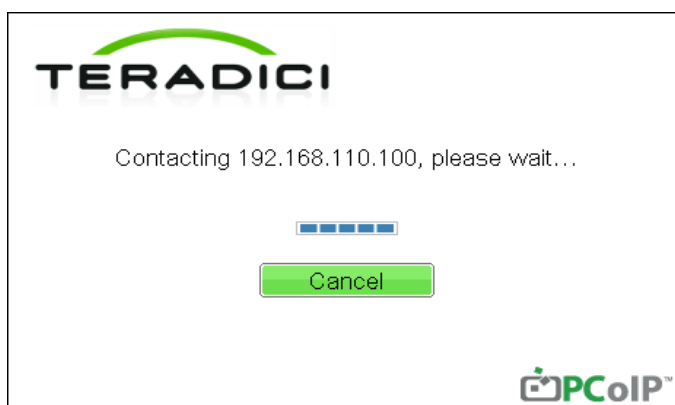 TERADICI
Contacting 192.168.110.100, please wait...
Cancel
PCoIP™